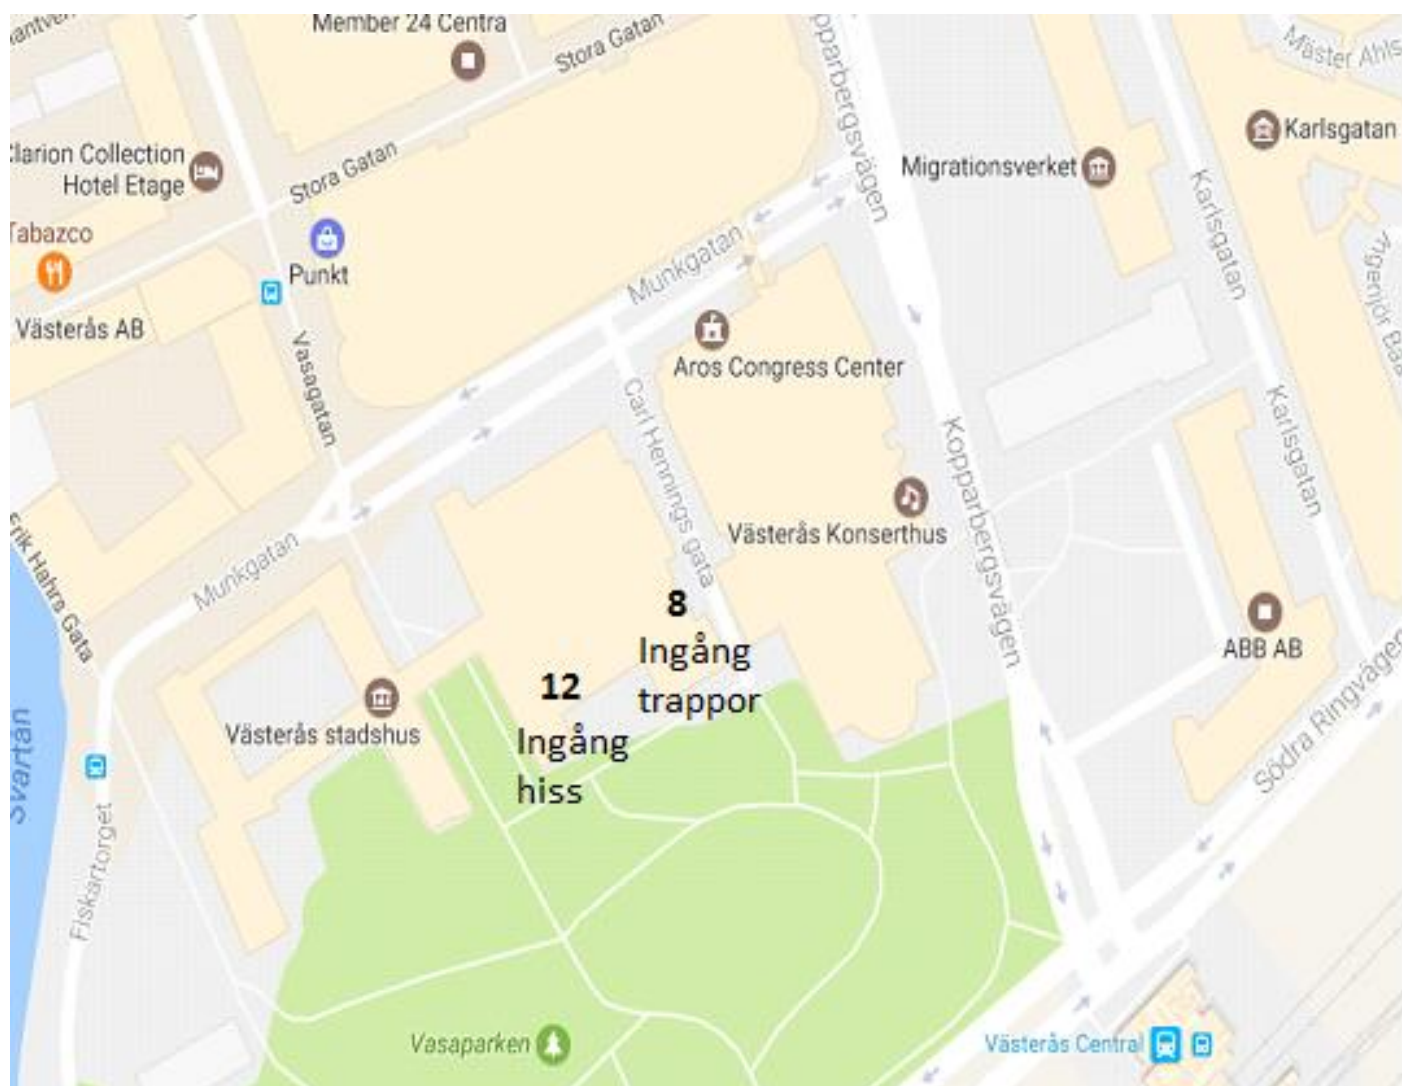 Member 24 Centra
Stora Gatan
Kopparbergsvägen
Mäster Ahls
Karlsgatan
Clarion Collection
Hotel Etage
Stora Gatan
Migrationsverket
Karlsgatan
Tabazco
Punkt
Munkgatan
Västerås AB
Vasagatan
Aros Congress Center
Carl Hennings gata
Kopparbergsvägen
Karlsgatan
Västerås Konserthus
Erik Hahrs Gata
Munkgatan
8
Ingång
trappor
12
Ingång
hiss
ABB AB
Västerås stadshus
Svartån
Fiskartorget
Södra Ringvägen
Vasaparken
Västerås Central